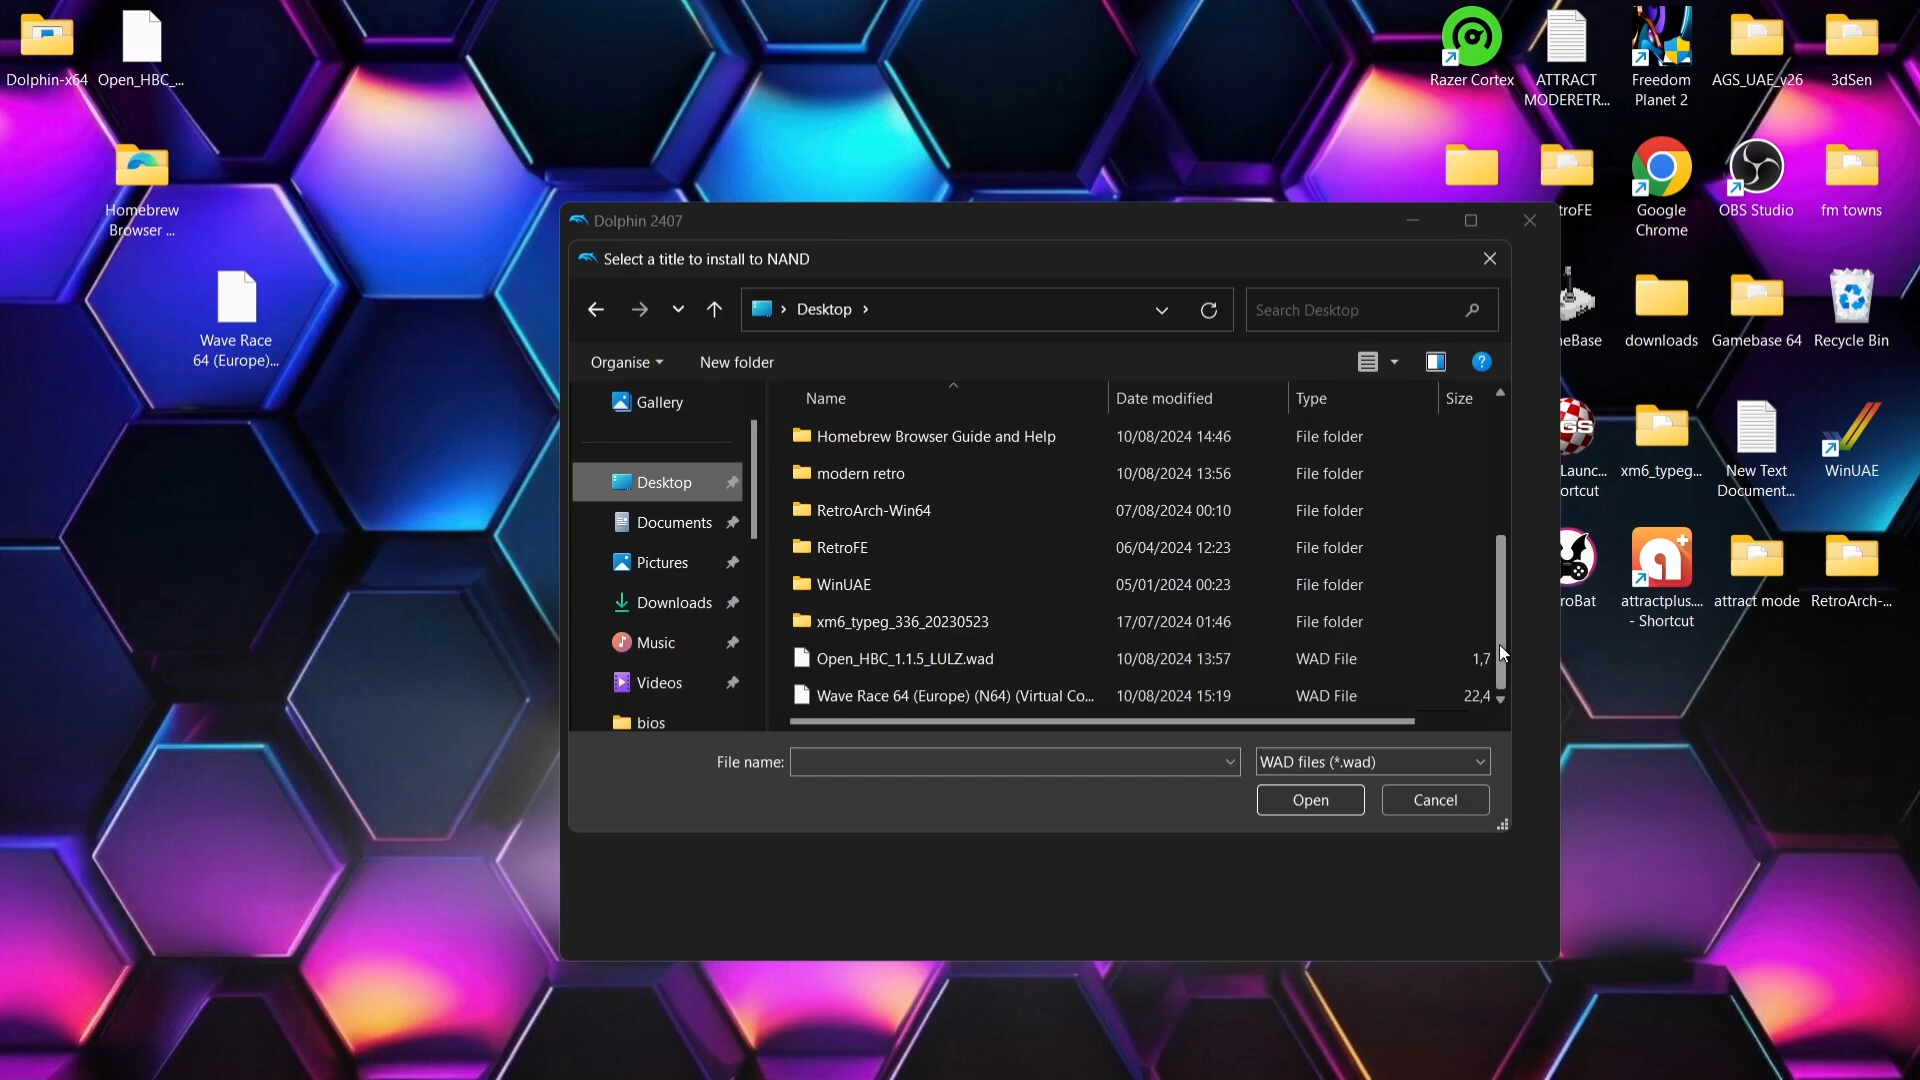 Dolphin-x64
Open_HBC_...
Homebrew
Browser ...
Wave Race
64 (Europe)...
Razer Cortex
ATTRACT
MODERETR...
Freedom
Planet 2
AGS_UAE_v26
3dSen
troFE
Google
Chrome
OBS Studio
fm towns
neBase
downloads
Gamebase 64
Recycle Bin
Launc...
ortcut
xm6_typeg...
New Text
Document...
WinUAE
roBat
attractplus....
- Shortcut
attract mode
RetroArch-...
Dolphin 2407
Select a title to install to NAND
Desktop
Search Desktop
Organise
New folder
Gallery
Desktop
Documents
Pictures
Downloads
Music
Videos
bios
Name Date modified Type Size
Homebrew Browser Guide and Help 10/08/2024 14:46 File folder
modern retro 10/08/2024 13:56 File folder
RetroArch-Win64 07/08/2024 00:10 File folder
RetroFE 06/04/2024 12:23 File folder
WinUAE 05/01/2024 00:23 File folder
xm6_typeg_336_20230523 17/07/2024 01:46 File folder
Open_HBC_1.1.5_LULZ.wad 10/08/2024 13:57 WAD File 1,7
Wave Race 64 (Europe) (N64) (Virtual Co... 10/08/2024 15:19 WAD File 22,4
File name:
WAD files (*.wad)
Open
Cancel